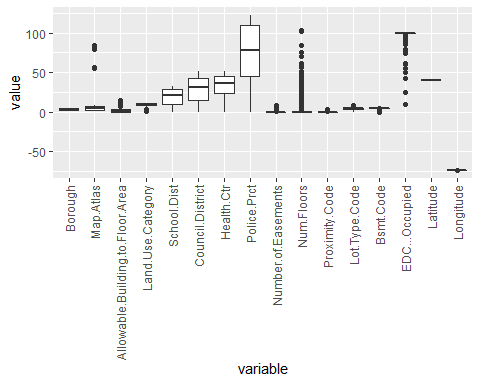 value
100
50
0
-50
Borough
Map.Atlas
Allowable.Building.to.Floor.Area
Land.Use.Category
School.Dist
Council.District
Health.Ctr
Police.Prct
Number.of.Easements
Num.Floors
Proximity.Code
Lot.Type.Code
Bsmt.Code
EDC...Occupied
Latitude
Longitude
variable